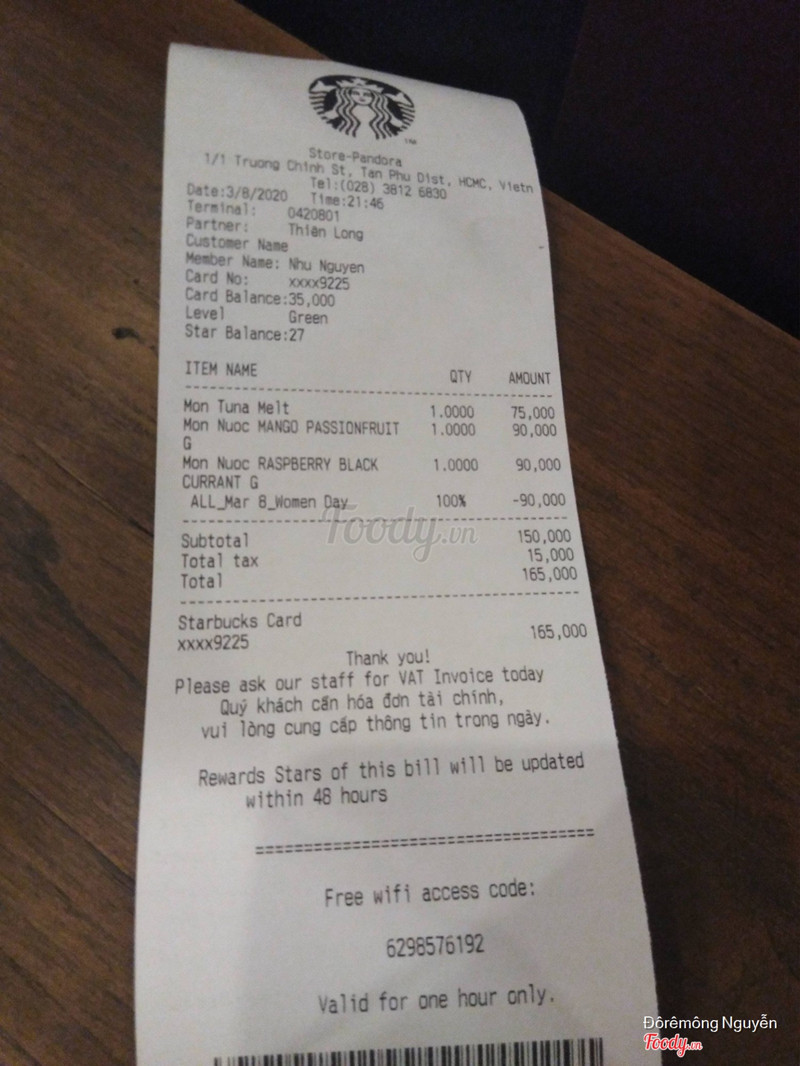 Store-Pandora
1/1 Truong Chinh St, Tan Phu Dist, HCMC, Vietn
Tel:(028) 3812 6830
Date:3/8/2020 Time:21:46
Terminal: 0420801
Partner: Thiên Long
Customer Name
Member Name: Nhu Nguyen
Card No: xxxx9225
Card Balance:35,000
Level Green
Star Balance:27
ITEM NAME QTY AMOUNT
Mon Tuna Melt 1.0000 75,000
Mon Nuoc MANGO PASSIONFRUIT 1.0000 90,000
G
Mon Nuoc RASPBERRY BLACK 1.0000 90,000
CURRANT G
ALL_Mar 8_Women Day 100% -90,000
Foody.vn
Subtotal 150,000
Total tax 15,000
Total 165,000
Starbucks Card
xxxx9225 165,000
Thank you!
Please ask our staff for VAT Invoice today
Quý khách cần hóa đơn tài chính,
vui lòng cung cấp thông tin trong ngày.
Rewards Stars of this bill will be updated
within 48 hours
===================================
Free wifi access code:
6298576192
Valid for one hour only.
Đôrêmông Nguyễn
Foody.vn